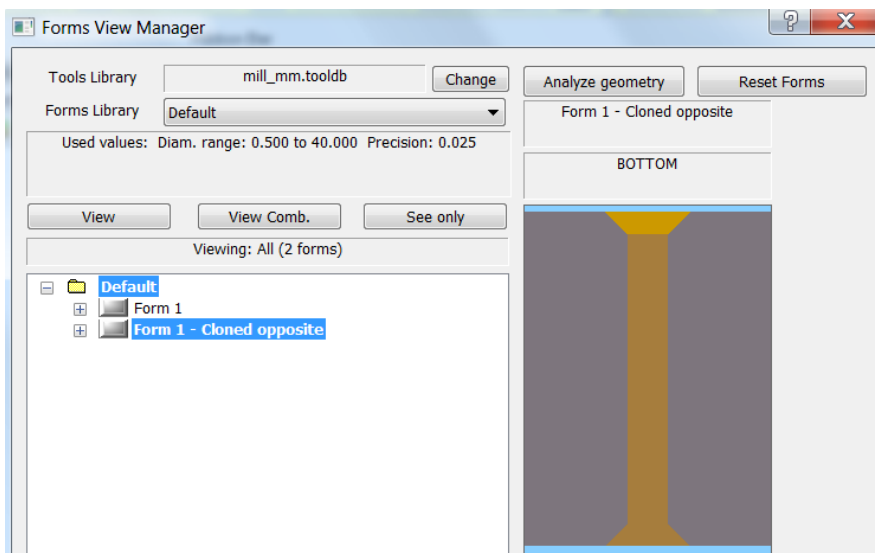 Forms View Manager
Tools Library
mill_mm.tooldb
Change
Forms Library
Default
Used values: Diam. range: 0.500 to 40.000 Precision: 0.025
View
View Comb.
See only
Viewing: All (2 forms)
Default
Form 1
Form 1 - Cloned opposite
?
X
Analyze geometry
Reset Forms
Form 1 - Cloned opposite
BOTTOM